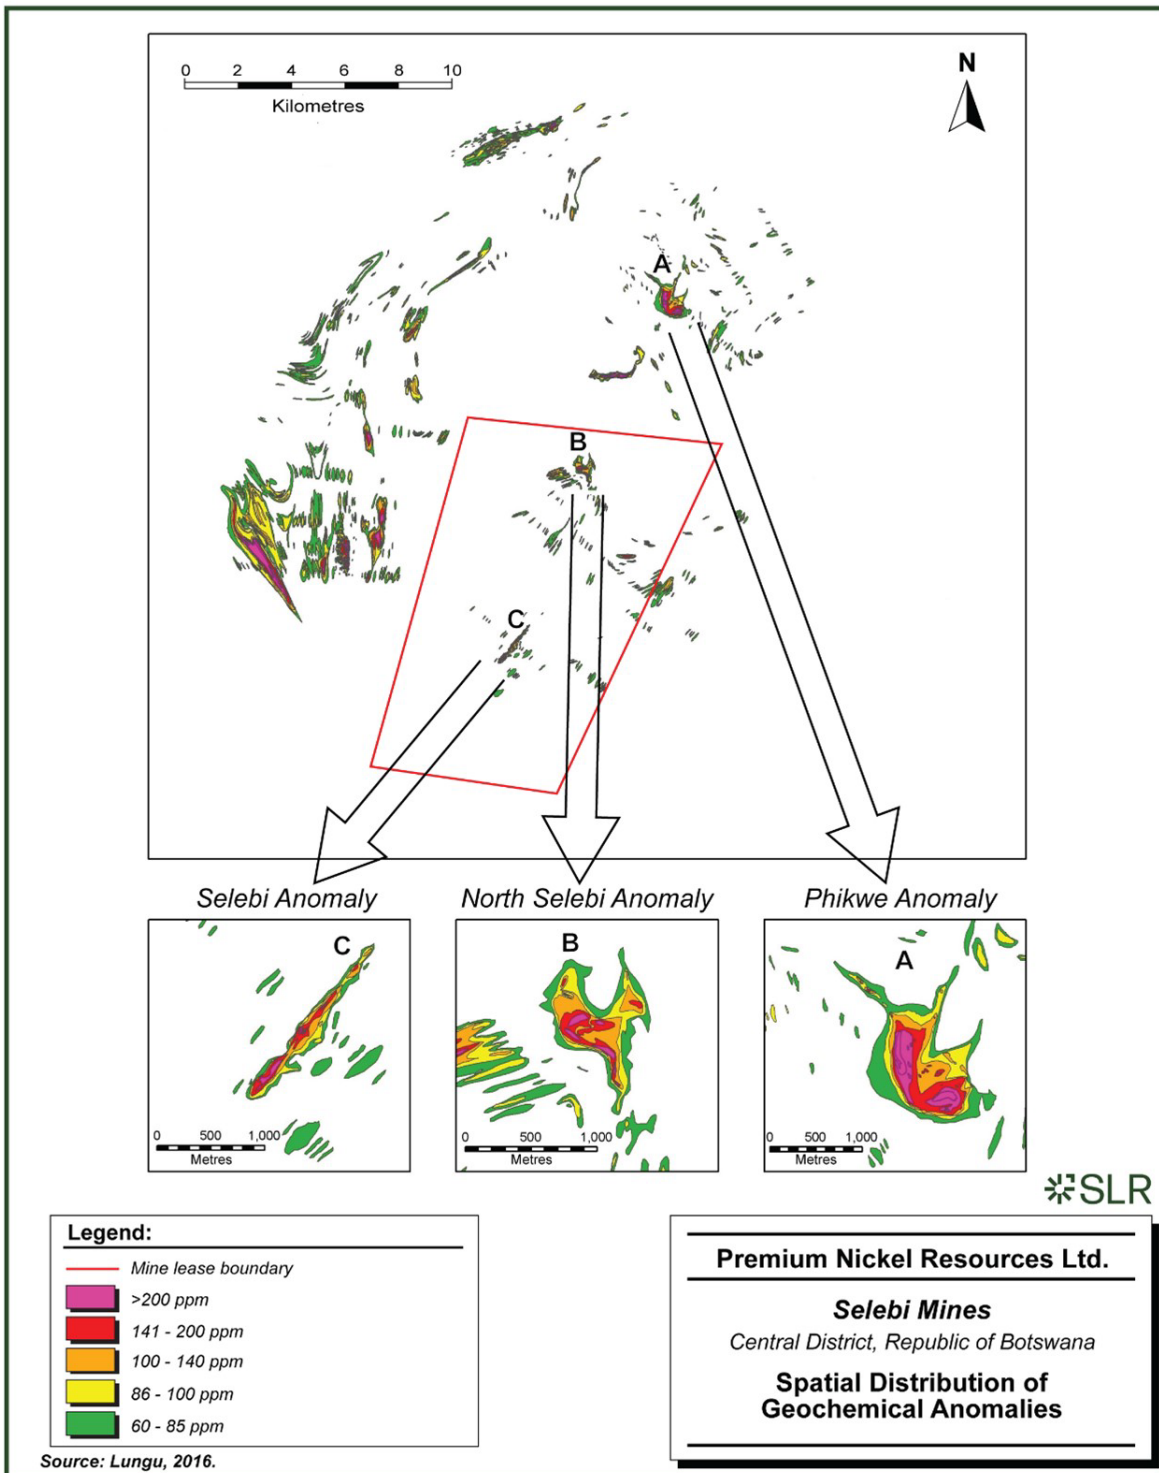 0 2 4 6 8 10
Kilometres
N
A
B
C
Selebi Anomaly
North Selebi Anomaly
Phikwe Anomaly
C
0 500 1,000
Metres
B
0 500 1,000
Metres
A
0 500 1,000
Metres
SLR
Legend:
Mine lease boundary
>200 ppm
141 - 200 ppm
100 - 140 ppm
86 - 100 ppm
60 - 85 ppm
Source: Lungu, 2016.
Premium Nickel Resources Ltd.
Selebi Mines
Central District, Republic of Botswana
Spatial Distribution of
Geochemical Anomalies